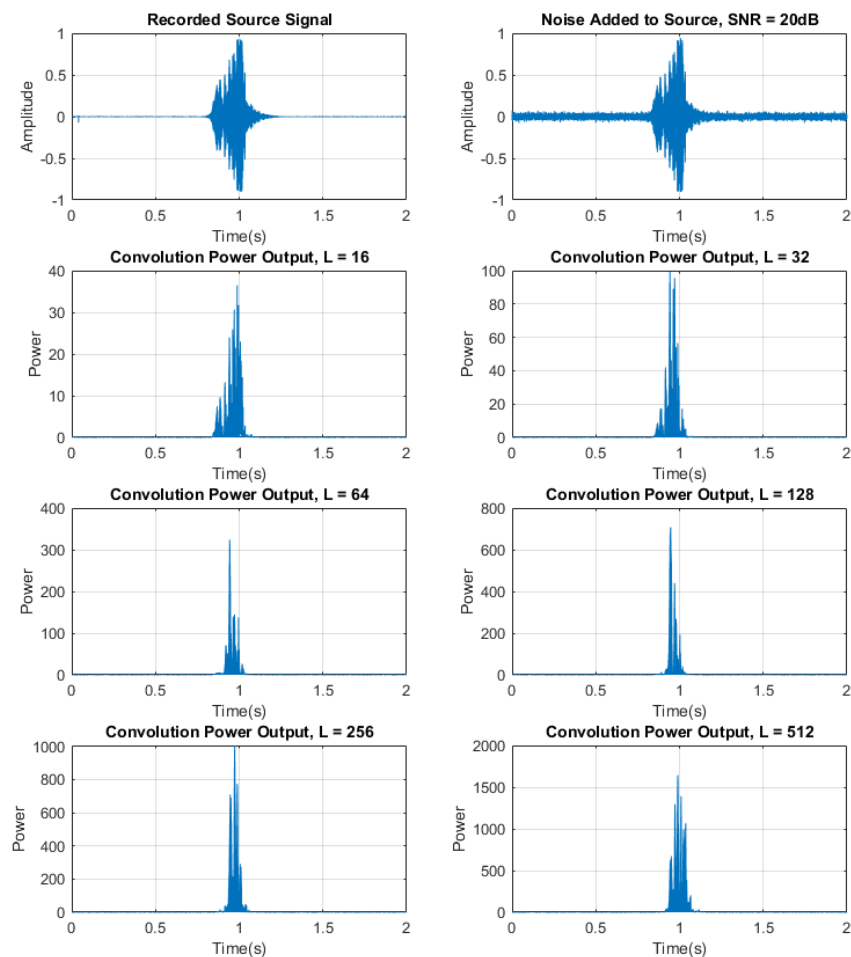 Recorded Source Signal
Amplitude
1
0.5
0
-0.5
-1
0 0.5 1 1.5 2
Time(s)
Noise Added to Source, SNR = 20dB
Amplitude
1
0.5
0
-0.5
-1
0 0.5 1 1.5 2
Time(s)
Convolution Power Output, L = 16
Power
40
30
20
10
0
0 0.5 1 1.5 2
Time(s)
Convolution Power Output, L = 32
Power
100
80
60
40
20
0
0 0.5 1 1.5 2
Time(s)
Convolution Power Output, L = 64
Power
400
300
200
100
0
0 0.5 1 1.5 2
Time(s)
Convolution Power Output, L = 128
Power
800
600
400
200
0
0 0.5 1 1.5 2
Time(s)
Convolution Power Output, L = 256
Power
1000
800
600
400
200
0
0 0.5 1 1.5 2
Time(s)
Convolution Power Output, L = 512
Power
2000
1500
1000
500
0
0 0.5 1 1.5 2
Time(s)